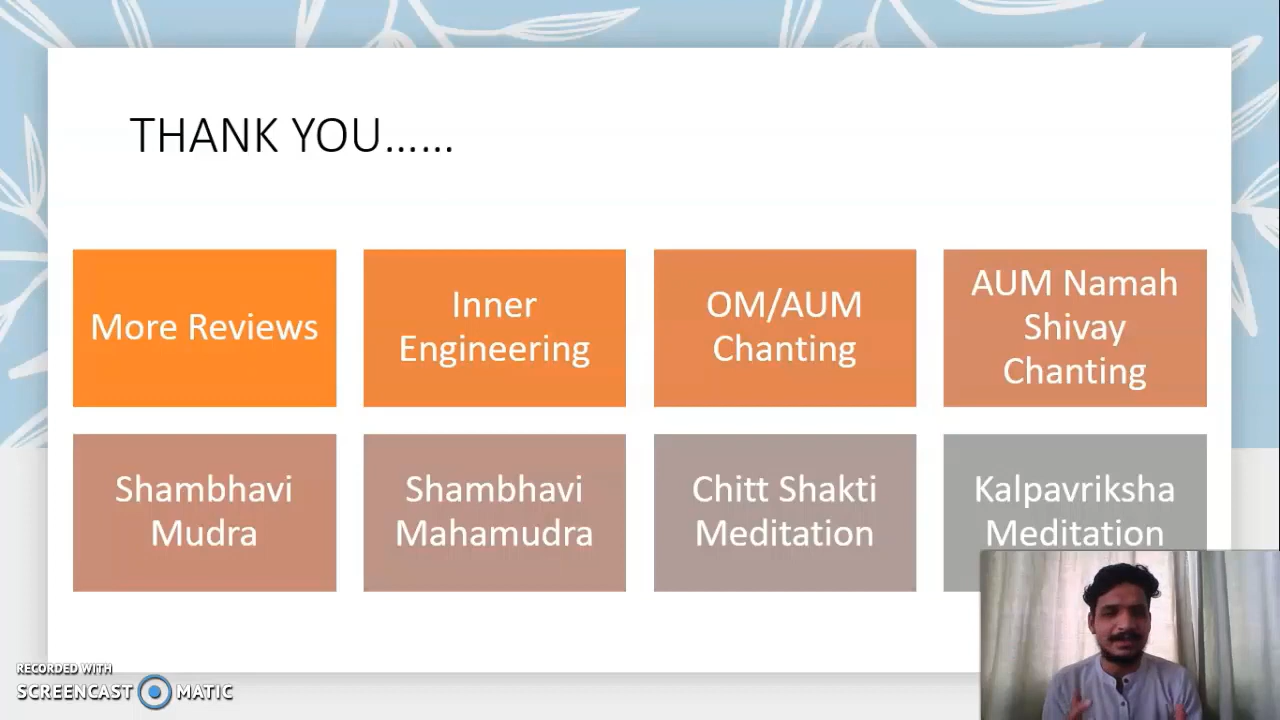 THANK YOU……
More Reviews
Inner
Engineering
OM/AUM
Chanting
AUM Namah
Shivay
Chanting
Shambhavi
Mudra
Shambhavi
Mahamudra
Chitt Shakti
Meditation
Kalpavriksha
Meditation
RECORDED WITH
SCREENCAST MATIC